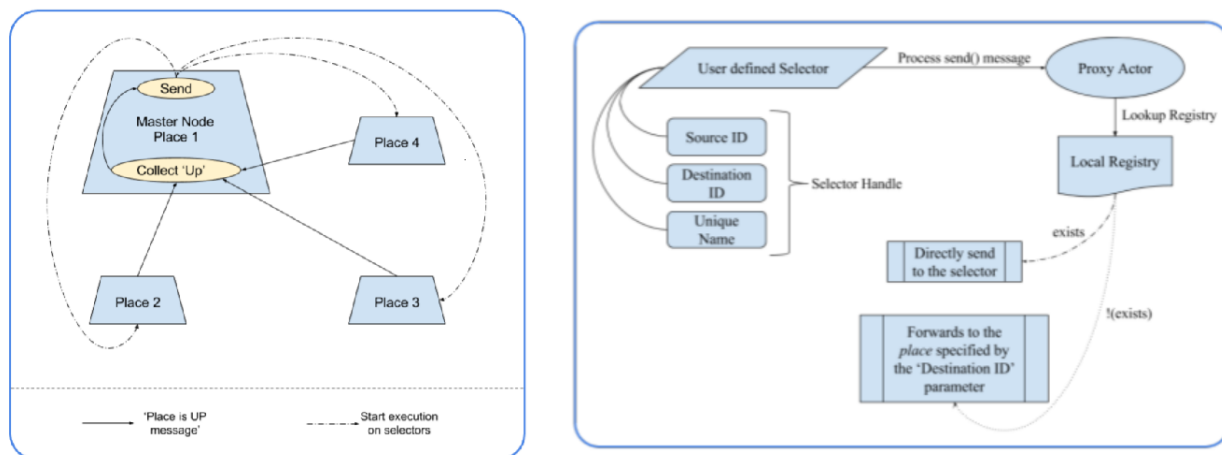 Send
Master Node
Place 1
Collect 'Up'
Place 4
Place 2
Place 3
'Place is UP
message'
Start execution
on selectors
User defined Selector
Process send() message
Proxy Actor
Lookup Registry
Local Registry
Source ID
Destination
ID
Unique
Name
Selector Handle
exists
Directly send
to the selector
!(exists)
Forwards to the
place specified by
the 'Destination ID'
parameter